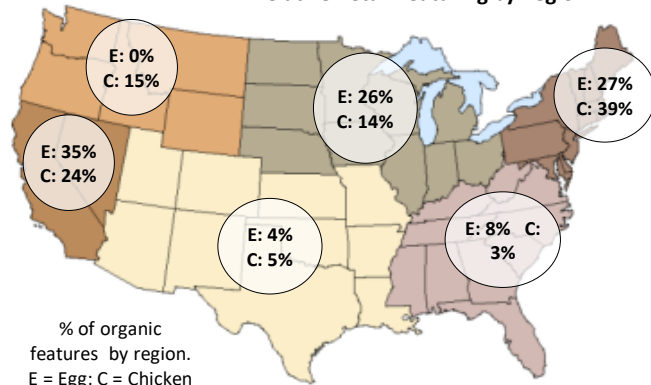 E: 0%
C: 15%
E: 27%
C: 39%
E: 26%
C: 14%
E: 35%
C: 24%
E: 4%
C: 5%
E: 8% C:
3%
% of organic
features by region.
E = Egg; C = Chicken